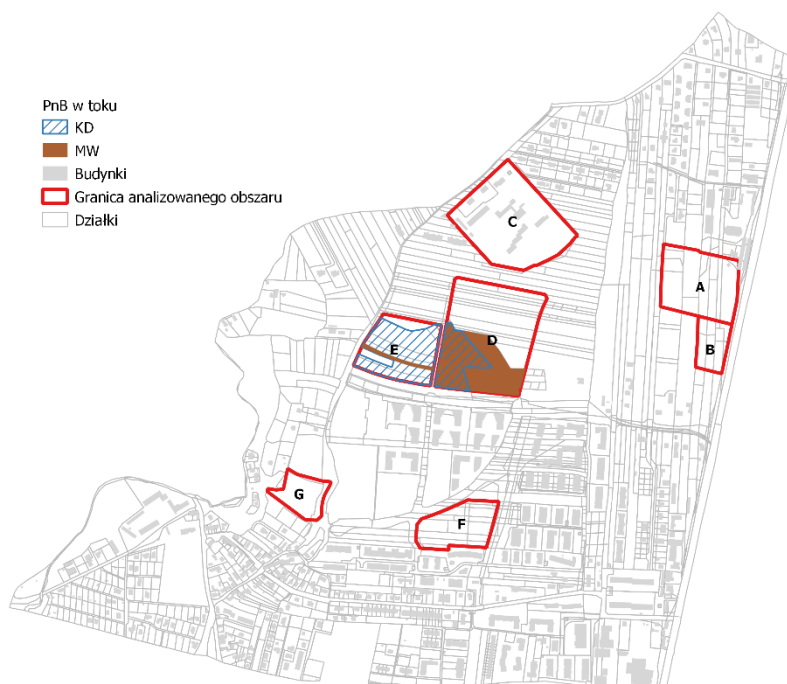 PnB w toku
KD
MW
Budynki
Granica analizowanego obszaru
Działki
C
A
B
D
E
G
F